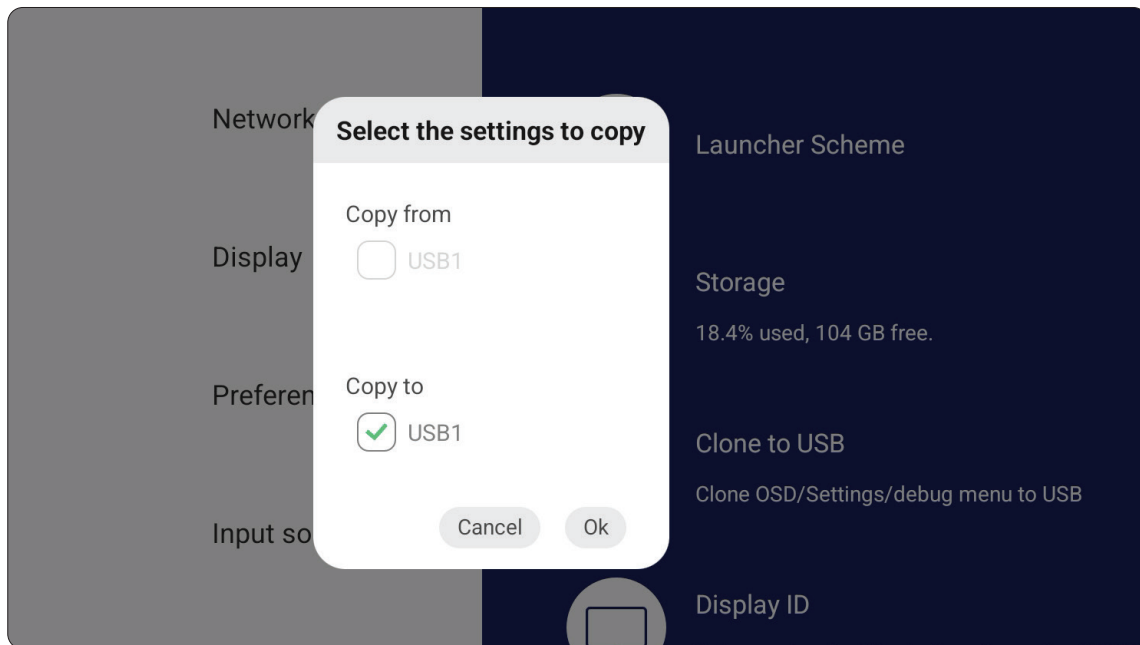 Network
Display
Preferen
Input so
Select the settings to copy
Copy from
USB1
Copy to
USB1
Cancel
Ok
Launcher Scheme
Storage
18.4% used, 104 GB free.
Clone to USB
Clone OSD/Settings/debug menu to USB
Display ID